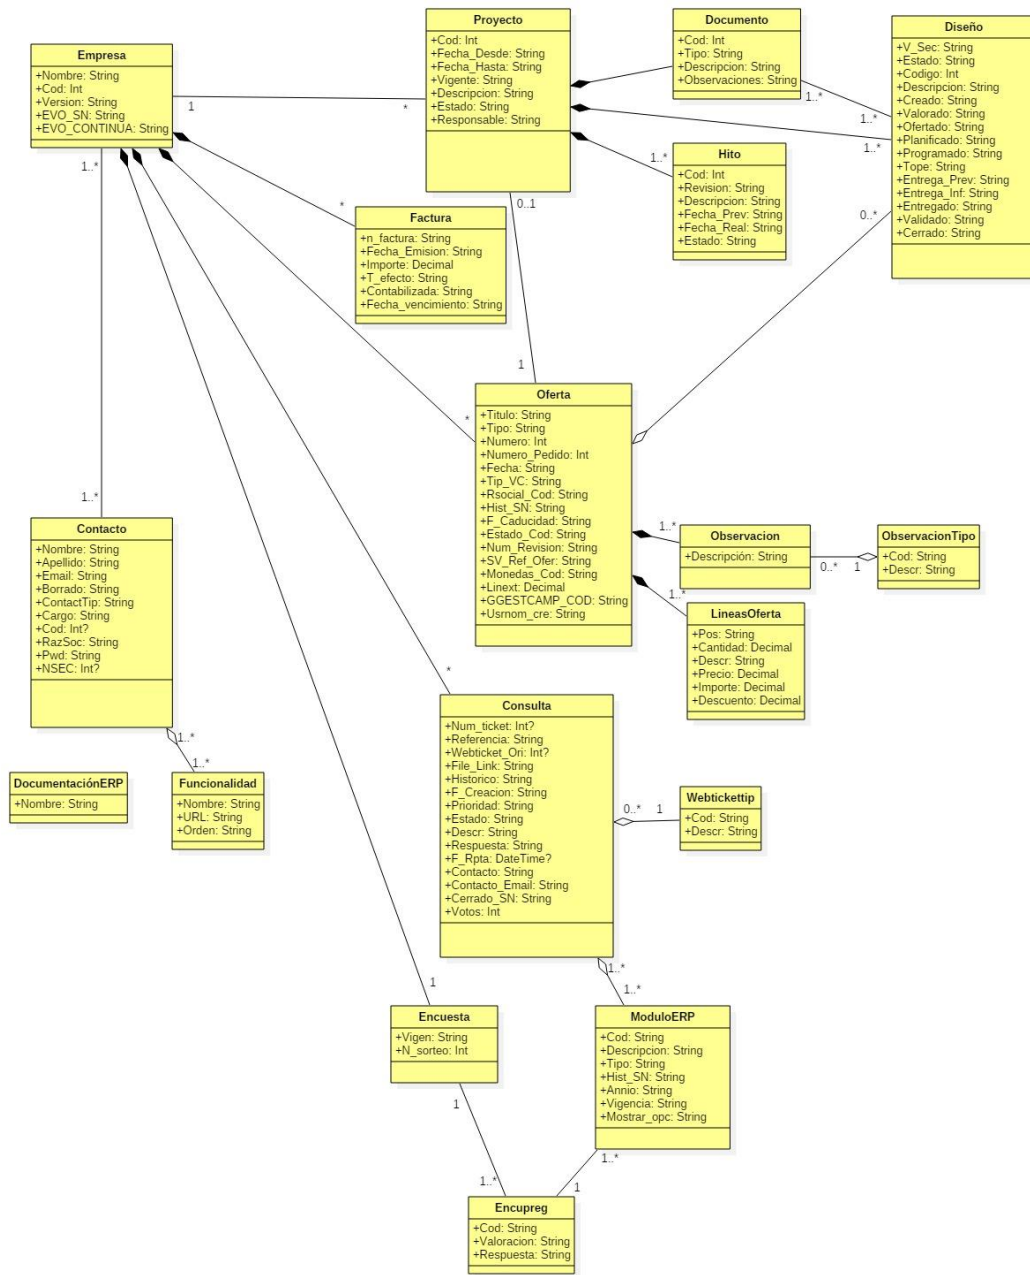 Proyecto
+Cod: Int
+Fecha_Desde: String
+Fecha_Hasta: String
+Vigente: String
+Descripcion: String
+Estado: String
+Responsable: String
Documento
+Cod: Int
+Tipo: String
+Descripcion: String
+Observaciones: String
Diseño
+V_Sec: String
+Estado: String
+Codigo: Int
+Descripcion: String
+Creado: String
+Valorado: String
+Ofertado: String
+Planificado: String
+Programado: String
+Tope: String
+Entrega_Prev: String
+Entrega_Inf: String
+Entregado: String
+Validado: String
+Cerrado: String
Empresa
+Nombre: String
+Cod: Int
+Version: String
+EVO_SN: String
+EVO_CONTINUA: String
1
*
1..*
1..*
1..*
1..*
1..*
Hito
+Cod: Int
+Revision: String
+Descripcion: String
+Fecha_Prev: String
+Fecha_Real: String
+Estado: String
0..1
*
0..*
Factura
+n_factura: String
+Fecha_Emision: String
+Importe: Decimal
+T_efecto: String
+Contabilizada: String
+Fecha_vencimiento: String
1
*
Oferta
+Titulo: String
+Tipo: String
+Numero: Int
+Numero_Pedido: Int
+Fecha: String
+Tip_VC: String
+Rsocial_Cod: String
+Hist_SN: String
+F_Caducidad: String
+Estado_Cod: String
+Num_Revision: String
+SV_Ref_Ofer: String
+Monedas_Cod: String
+Linext: Decimal
+GGESTCAMP_COD: String
+Usrnom_cre: String
1..*
Observacion
+Descripción: String
0..*
1
ObservacionTipo
+Cod: String
+Descr: String
1..*
LineasOferta
+Pos: String
+Cantidad: Decimal
+Descr: String
+Precio: Decimal
+Importe: Decimal
+Descuento: Decimal
1..*
Contacto
+Nombre: String
+Apellido: String
+Email: String
+Borrado: String
+ContactTip: String
+Cargo: String
+Cod: Int?
+RazSoc: String
+Pwd: String
+NSEC: Int?
1..*
1..*
*
Consulta
+Num_ticket: Int?
+Referencia: String
+Webticket_Ori: Int?
+File_Link: String
+Historico: String
+F_Creacion: String
+Prioridad: String
+Estado: String
+Descr: String
+Respuesta: String
+F_Rpta: DateTime?
+Contacto: String
+Contacto_Email: String
+Cerrado_SN: String
+Votos: Int
DocumentaciónERP
+Nombre: String
Funcionalidad
+Nombre: String
+URL: String
+Orden: String
0..*
1
Webtickettip
+Cod: String
+Descr: String
1..*
1..*
1
Encuesta
+Vigen: String
+N_sorteo: Int
ModuloERP
+Cod: String
+Descripcion: String
+Tipo: String
+Hist_SN: String
+Annio: String
+Vigencia: String
+Mostrar_opc: String
1
1..*
1..*
1
Encupreg
+Cod: String
+Valoracion: String
+Respuesta: String